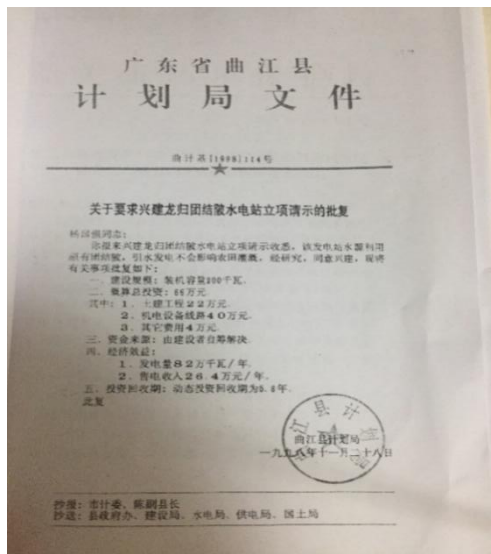 广东省曲江县
计划局文件
曲计基[1998]114号
关于要求兴建龙归团结陂水电站立项请示的批复
同志:
你报来兴建龙归团结陂水电站立项请示收悉，该发电站水源利用
原有团结陂，引水发电不会影响农田灌溉，经研究，同意兴建，现将
有关事项批复如下:
一、建设规模：装机容量200千瓦.
二、概算总投资：66万元.
其中：1．土建工程22万元.
2．机电设备线路40万元.
3．其它费用4万元.
三、资金来源：由建设者自筹解决.
四、经济效益：
1．发电量82万千瓦/年.
2．售电收入26.4万元/年.
五、投资回收期：动态投资回收期为5.8年.
此复
曲江县计划局
一九九八年十一月二十八日
抄报：市计委、陈副县长
抄送：县政府办、建设局、水电局、供电局、国土局